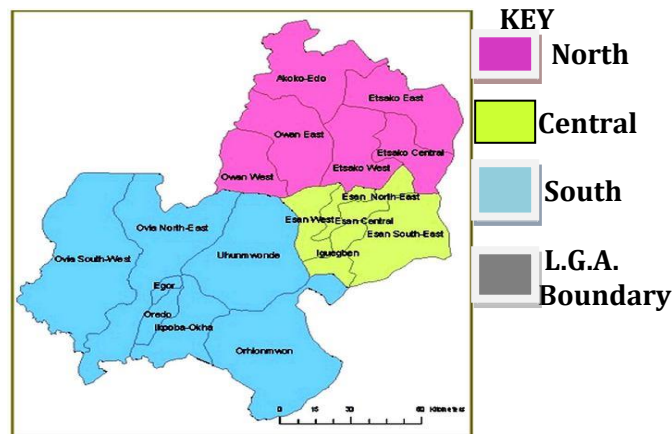 KEY
North
Central
South
L.G.A.
Boundary
Akoko-Edo
Etsako East
Owan East
Etsako Central
Etsako West
Owan West
Esan North-East
Esan West
Esan Central
Esan South-East
Iguegben
Ovia North-East
Ovia South-West
Uhunmwonde
Egor
Oredo
Ikpoba-Okha
Orhionmwon
0 15 30 60 Kilometers